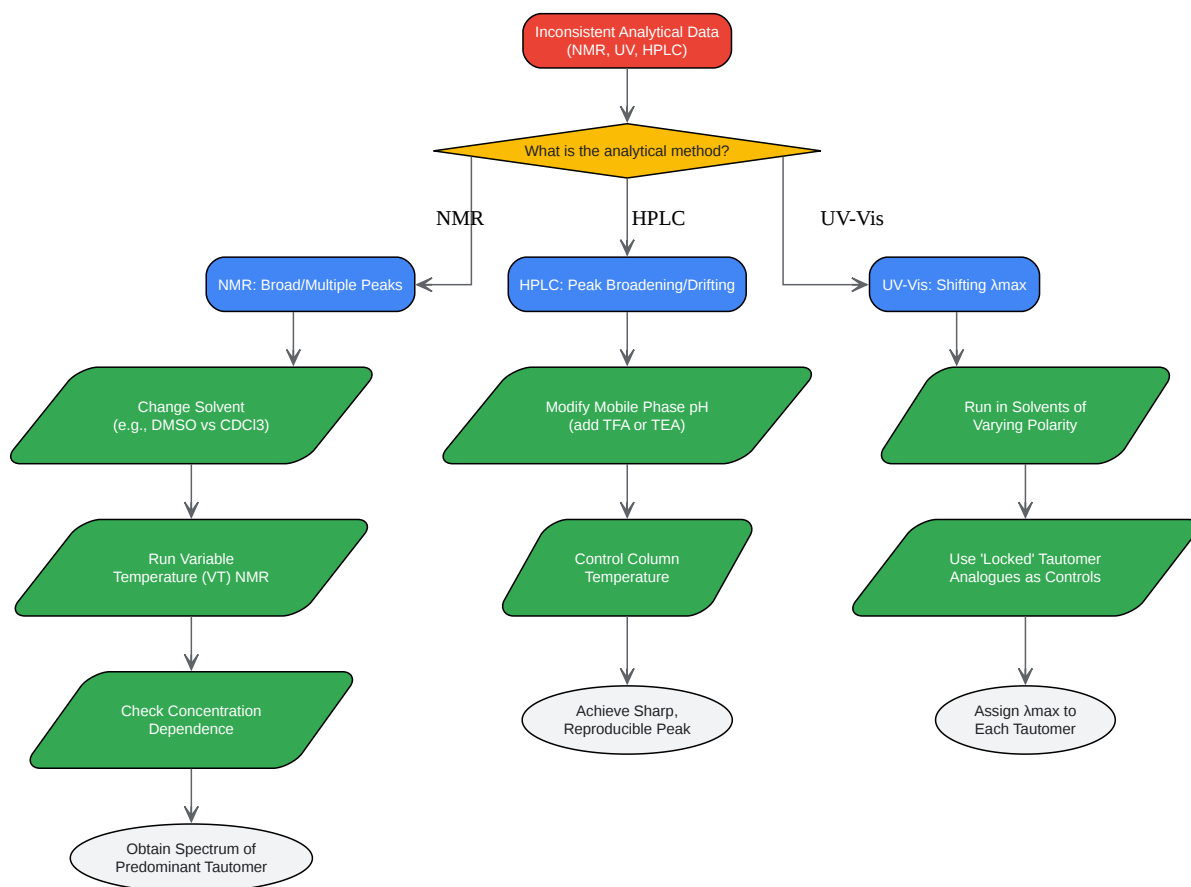 Inconsistent Analytical Data
(NMR, UV, HPLC)
What is the analytical method?
NMR
HPLC
UV-Vis
NMR: Broad/Multiple Peaks
HPLC: Peak Broadening/Drifting
UV-Vis: Shifting λmax
Change Solvent
(e.g., DMSO vs CDCl3)
Modify Mobile Phase pH
(add TFA or TEA)
Run in Solvents of
Varying Polarity
Run Variable
Temperature (VT) NMR
Control Column
Temperature
Use 'Locked' Tautomer
Analogues as Controls
Check Concentration
Dependence
Achieve Sharp,
Reproducible Peak
Assign λmax to
Each Tautomer
Obtain Spectrum of
Predominant Tautomer